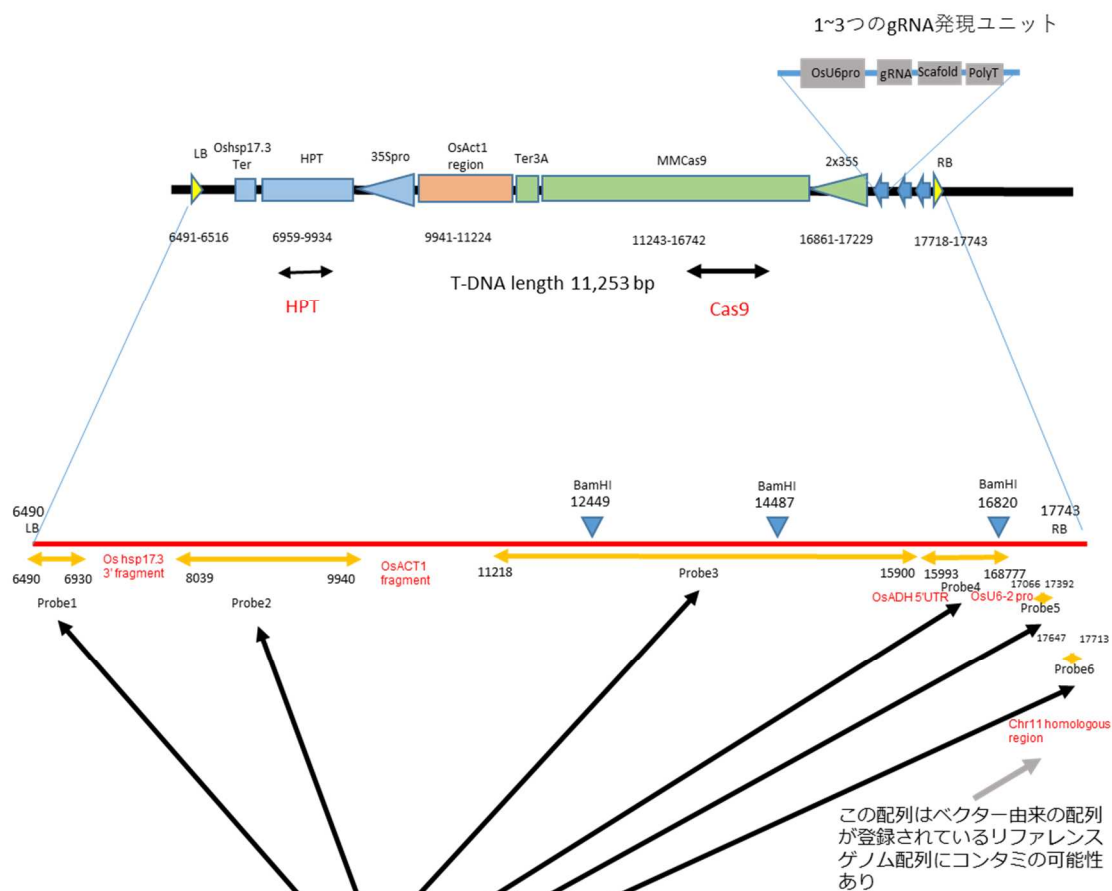 1~3つのgRNA発現ユニット
OsU6pro
gRNA
Scafold
PolyT
LB
Oshsp17.3
Ter
HPT
35Spro
OsAct1
region
Ter3A
MMCas9
2x35S
RB
6491-6516
6959-9934
9941-11224
11243-16742
16861-17229
17718-17743
T-DNA length 11,253 bp
HPT
Cas9
BamHI
12449
BamHI
14487
BamHI
16820
6490
LB
17743
RB
6490
6930
Os hsp17.3
3' fragment
8039
9940
OsACT1
fragment
11218
Probe3
15900
15993
168777
Probe1
Probe2
OsADH 5'UTR
Probe4
OsU6-2 pro
17066
17392
Probe5
17647
17713
Probe6
Chr11 homologous
region
この配列はベクター由来の配列
が登録されているリファレンス
ゲノム配列にコンタミの可能性
あり